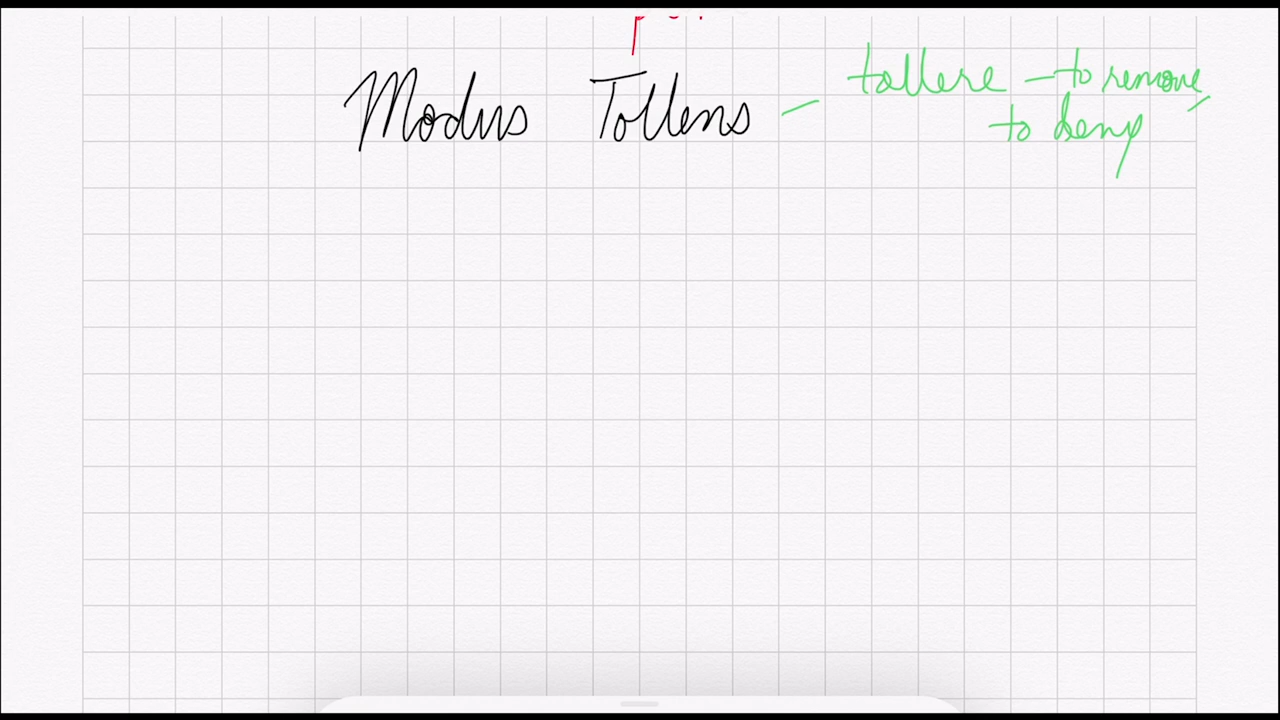 Modus Tollens – tollere – to remove,
to deny